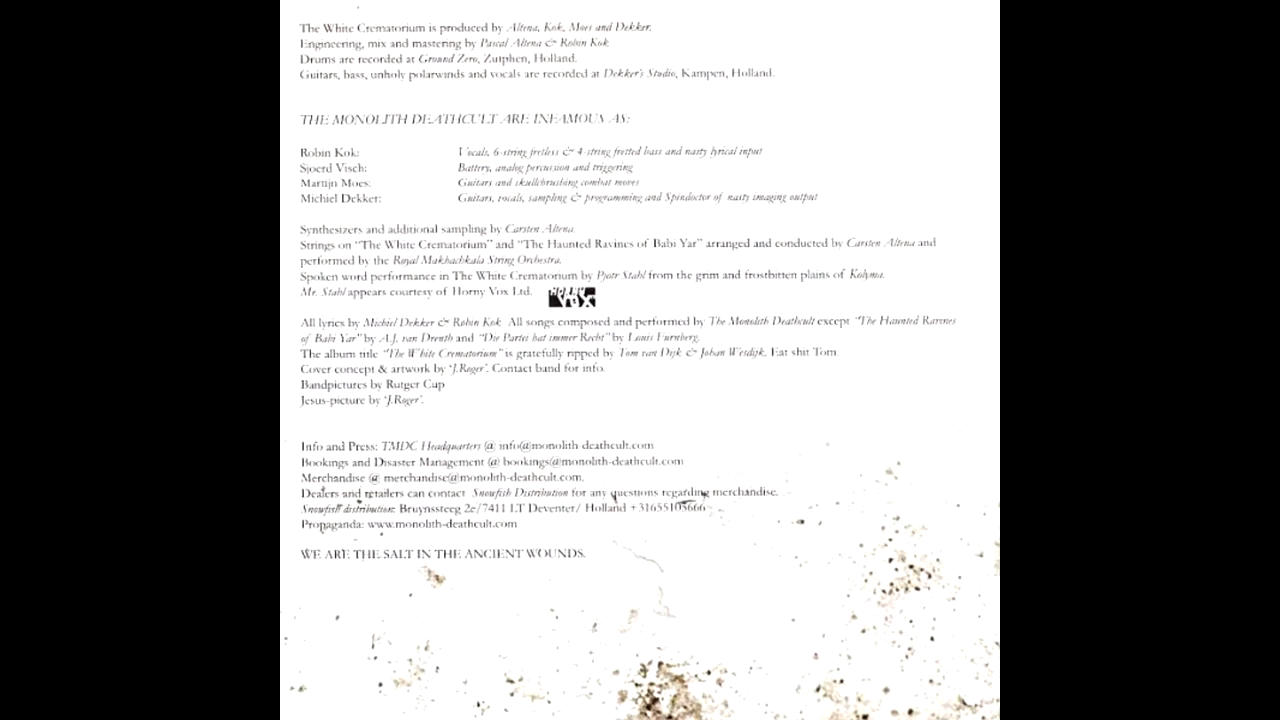 The White Crematorium is produced by Altena, Kok, Moes and Dekker.
Engineering, mix and mastering by Pascal Altena & Robin Kok
Drums are recorded at Ground Zero, Zutphen, Holland.
Guitars, bass, unholy polarwinds and vocals are recorded at Dekker's Studio, Kampen, Holland.
THE MONOLITH DEATHCULT ARE INFAMOUS AS:
Robin Kok: Vocals, 6-string fretless & 4-string fretted bass and nasty lyrical input
Sjoerd Visch: Battery, analog percussion and triggering
Martijn Moes: Guitars and skullcbrushing combat moves
Michiel Dekker: Guitars, vocals, sampling & programming and Spindoctor of nasty imaging output
Synthesizers and additional sampling by Carsten Altena.
Strings on "The White Crematorium" and "The Haunted Ravines of Babi Yar" arranged and conducted by Carsten Altena and
performed by the Royal Makhachkala String Orchestra.
Spoken word performance in The White Crematorium by Pjotr Stahl from the grim and frostbitten plains of Kolyma.
Mr. Stahl appears courtesy of Horny Vox Ltd. HORNY
VOX
All lyrics by Michiel Dekker & Robin Kok All songs composed and performed by The Monolith Deathcult except "The Haunted Ravines
of Babi Yar" by A.J. van Drenth and "Die Partei hat immer Recht" by Louis Furnberg.
The album title "The White Crematorium" is gratefully ripped by Tom van Dijk & Johan Wesdijk. Eat shit Tom.
Cover concept & artwork by 'J.Roger'. Contact band for info.
Bandpictures by Rutger Cup
Jesus-picture by 'J.Roger'.
Info and Press: TMDC Headquarters @ info@monolith-deathcult.com
Bookings and Disaster Management @ bookings@monolith-deathcult.com
Merchandise @ merchandise@monolith-deathcult.com.
Dealers and retailers can contact Snowfish Distribution for any questions regarding merchandise.
Snowfish distribution: Bruynssteeg 2e/7411 LT Deventer/ Holland +31655105666
Propaganda: www.monolith-deathcult.com
WE ARE THE SALT IN THE ANCIENT WOUNDS.